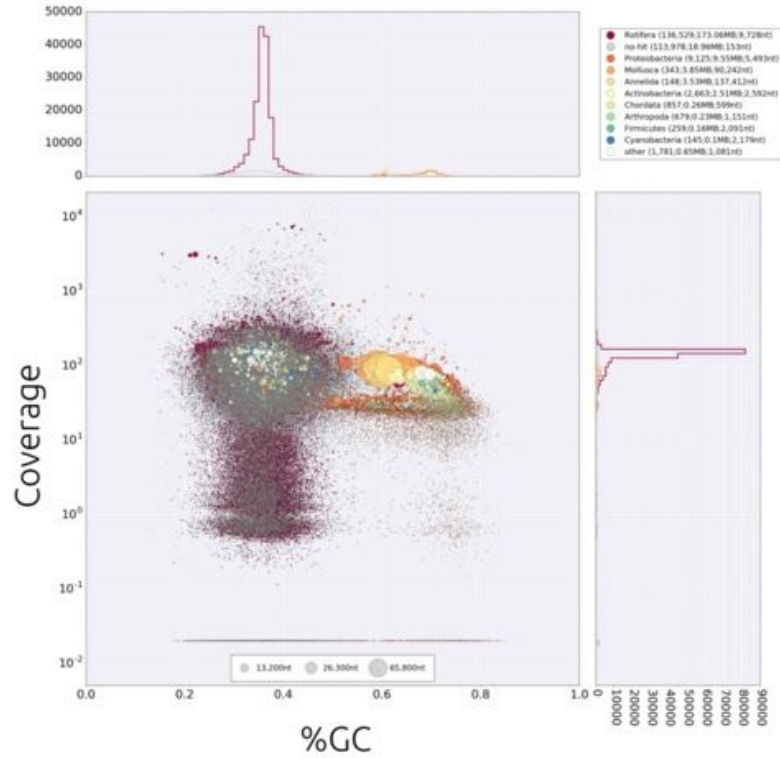 50000
40000
30000
20000
10000
0
Rotifera (136,529;173.06MB;9,728nt)
no-hit (113,978;18.96MB;153nt)
Proteobacteria (9,125;9.55MB;5,493nt)
Mollusca (343;3.85MB;90,242nt)
Annelida (148;3.53MB;137,412nt)
Actinobacteria (2,663;2.51MB;2,592nt)
Chordata (857;0.26MB;599nt)
Arthropoda (679;0.23MB;1,151nt)
Firmicutes (259;0.16MB;2,091nt)
Cyanobacteria (145;0.1MB;2,179nt)
other (1,781;0.65MB;1,081nt)
Coverage
10⁴
10³
10²
10¹
10⁰
10⁻¹
10⁻²
13,200nt 26,300nt 65,800nt
0.0 0.2 0.4 0.6 0.8 1.0
%GC
0 10000 20000 30000 40000 50000 60000 70000 80000 90000